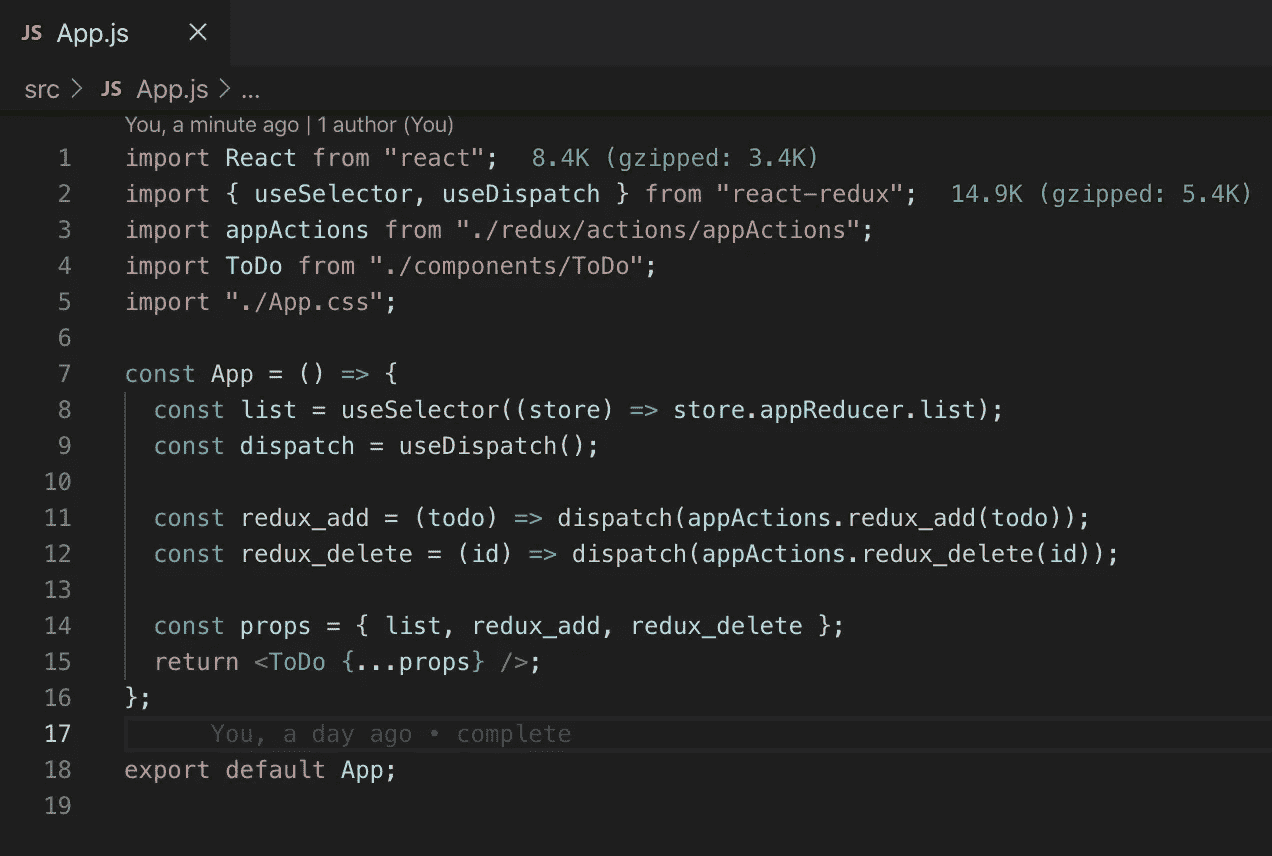 JS App.js ×
src > JS App.js > ...
You, a minute ago | 1 author (You)
1 import React from "react"; 8.4K (gzipped: 3.4K)
2 import { useSelector, useDispatch } from "react-redux"; 14.9K (gzipped: 5.4K)
3 import appActions from "./redux/actions/appActions";
4 import ToDo from "./components/ToDo";
5 import "./App.css";
6
7 const App = () => {
8   const list = useSelector((store) => store.appReducer.list);
9   const dispatch = useDispatch();
10
11   const redux_add = (todo) => dispatch(appActions.redux_add(todo));
12   const redux_delete = (id) => dispatch(appActions.redux_delete(id));
13
14   const props = { list, redux_add, redux_delete };
15   return <ToDo {...props} />;
16 };
17 You, a day ago • complete
18 export default App;
19